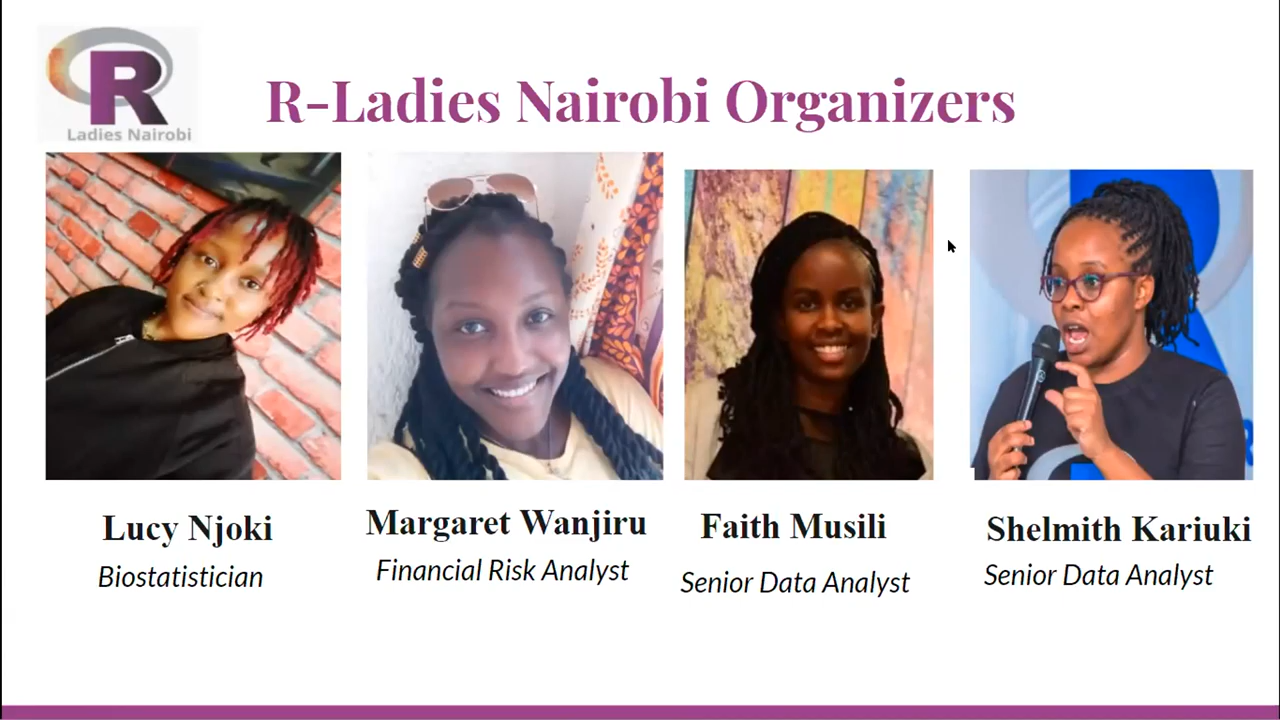 R
Ladies Nairobi
R-Ladies Nairobi Organizers
Lucy Njoki
Biostatistician
Margaret Wanjiru
Financial Risk Analyst
Faith Musili
Senior Data Analyst
Shelmith Kariuki
Senior Data Analyst